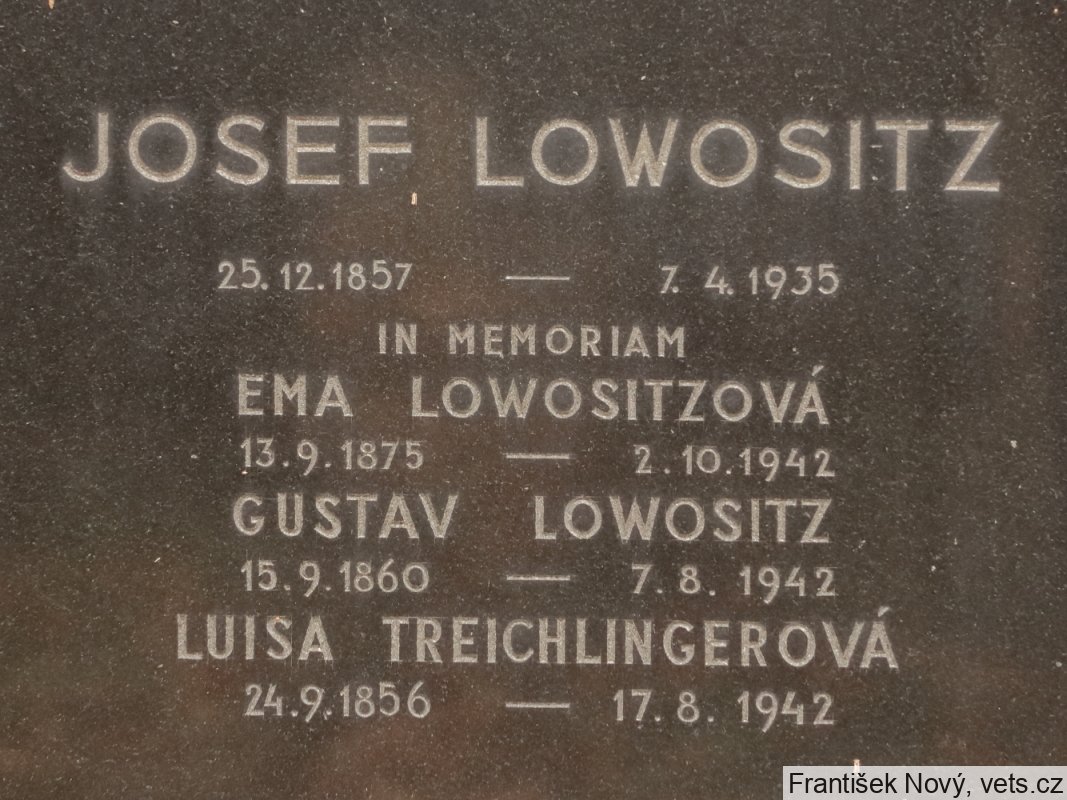 JOSEF LOWOSITZ
25.12.1857 — 7. 4. 1935
IN MEMORIAM
EMA LOWOSITZOVÁ
13.9.1875 — 2.10.1942
GUSTAV LOWOSITZ
15.9.1860 — 7.8. 1942
LUISA TREICHLINGEROVÁ
24.9.1856 — 17.8. 1942
František Nový, vets.cz